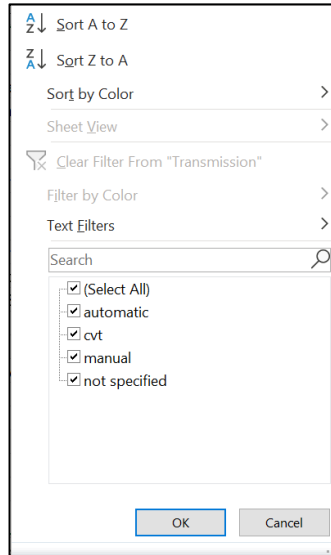 Sort A to Z
Sort Z to A
Sort by Color
Sheet View
Clear Filter From "Transmission"
Filter by Color
Text Filters
Search
(Select All)
automatic
cvt
manual
not specified
OK Cancel